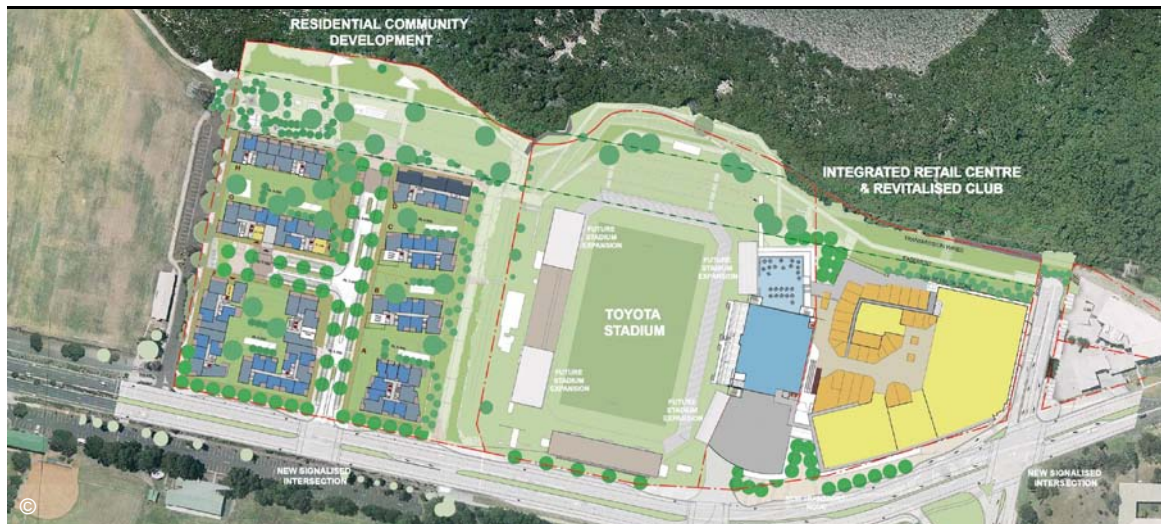 RESIDENTIAL COMMUNITY
DEVELOPMENT
INTEGRATED RETAIL CENTRE
& REVITALISED CLUB
FUTURE
STADIUM
EXPANSION
FUTURE
STADIUM
EXPANSION
TOYOTA
STADIUM
FUTURE
STADIUM
EXPANSION
FUTURE
STADIUM
EXPANSION
H
D
C
B
A
NEW SIGNALISED
INTERSECTION
NEW SIGNALISED
INTERSECTION
©